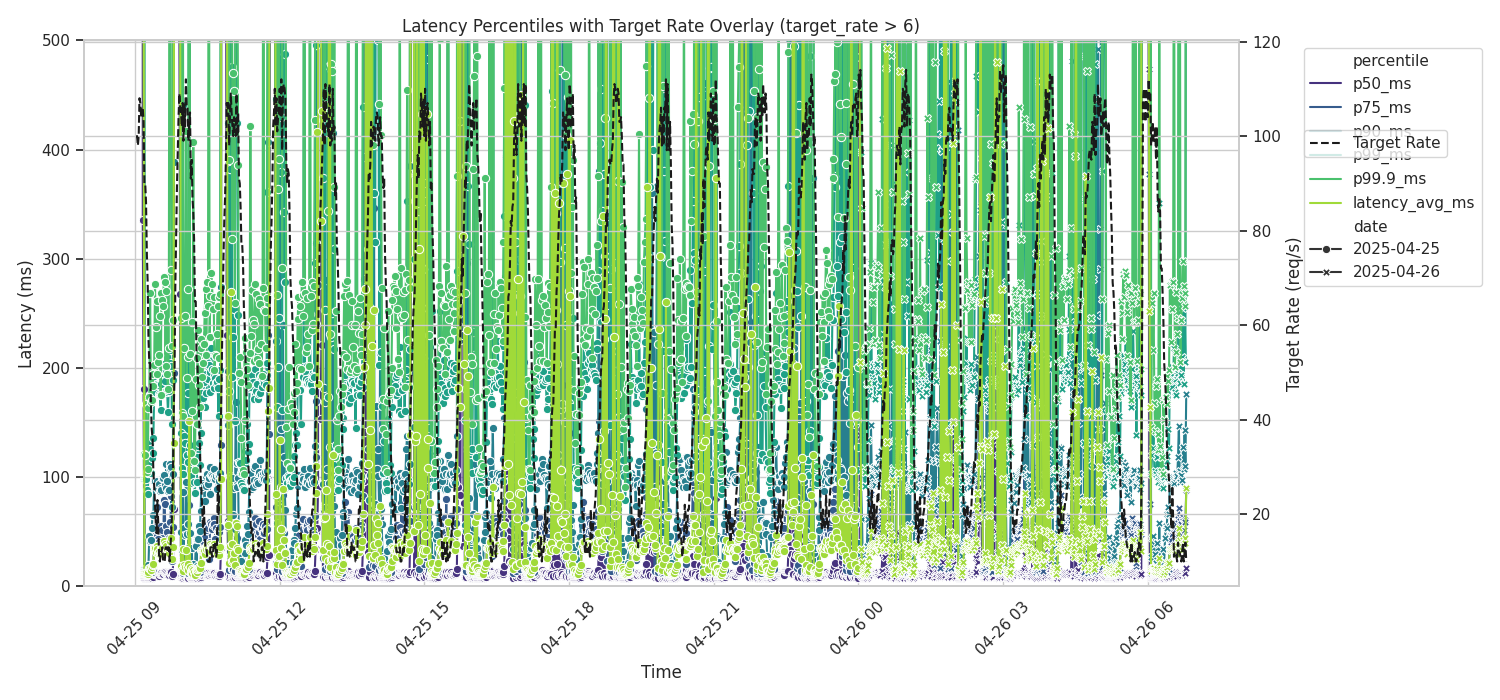 Latency Percentiles with Target Rate Overlay (target_rate > 6)
500
400
300
200
100
0
Latency (ms)
120
100
80
60
40
20
Target Rate (req/s)
04-25 09
04-25 12
04-25 15
04-25 18
04-25 21
04-26 00
04-26 03
04-26 06
Time
percentile
p50_ms
p75_ms
p90_ms
Target Rate
p99_ms
p99.9_ms
latency_avg_ms
date
2025-04-25
2025-04-26